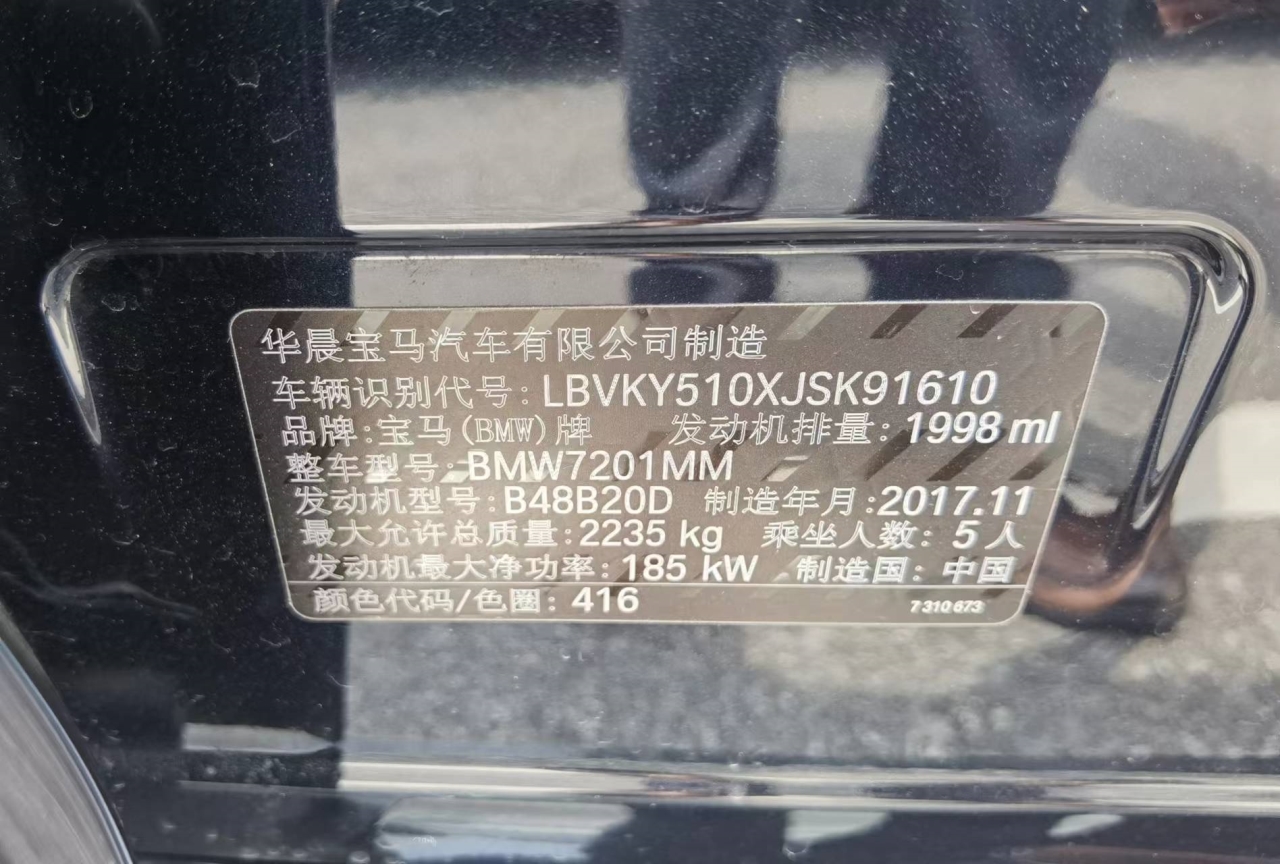 华晨宝马汽车有限公司制造
车辆识别代号: LBVKY510XJSK91610
品牌:宝马(BMW)牌 发动机排量: 1998 ml
整车型号:BMW7201MM
发动机型号:B48B20D 制造年月:2017.11
最大允许总质量:2235 kg 乘坐人数: 5人
发动机最大净功率:185 kW 制造国: 中国
颜色代码/色圈: 416 7310673